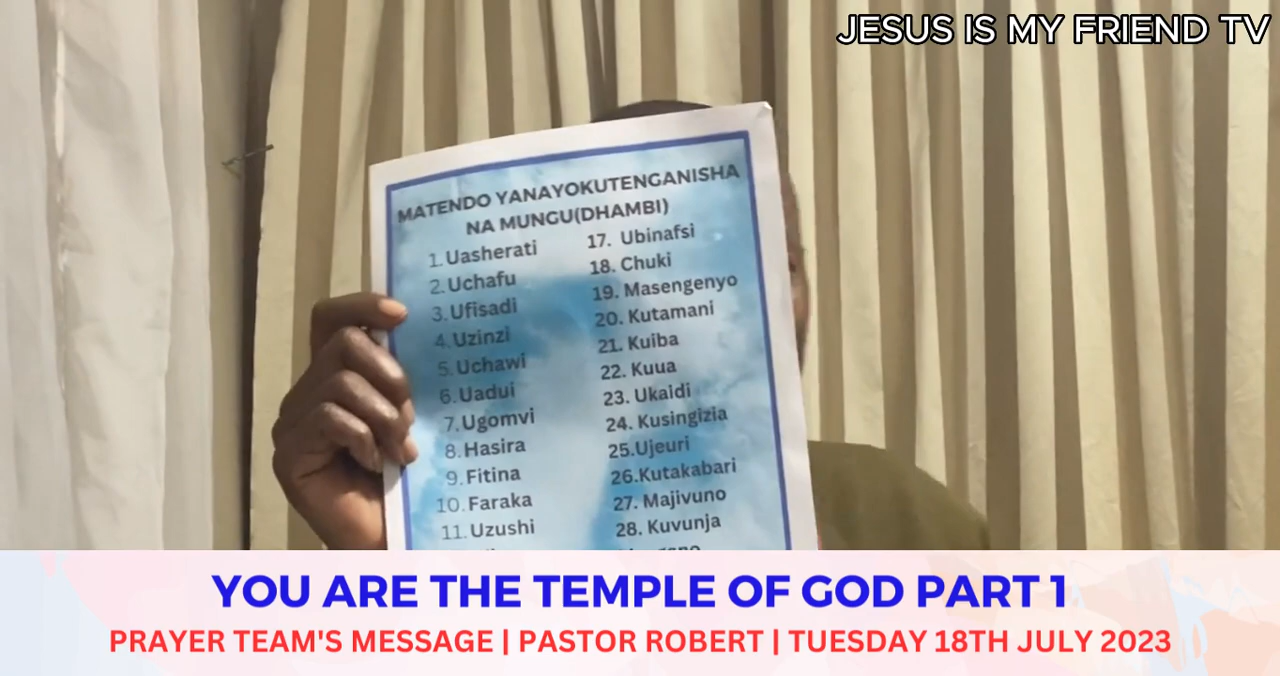 JESUS IS MY FRIEND TV
MATENDO YANAYOKUTENGANISHA
NA MUNGU(DHAMBI)
1. Uasherati
2. Uchafu
3. Ufisadi
4. Uzinzi
5. Uchawi
6. Uadui
7. Ugomvi
8. Hasira
9. Fitina
10. Faraka
11. Uzushi
17. Ubinafsi
18. Chuki
19. Masengenyo
20. Kutamani
21. Kuiba
22. Kuua
23. Ukaidi
24. Kusingizia
25.Ujeuri
26.Kutakabari
27. Majivuno
28. Kuvunja
YOU ARE THE TEMPLE OF GOD PART 1
PRAYER TEAM'S MESSAGE | PASTOR ROBERT | TUESDAY 18TH JULY 2023